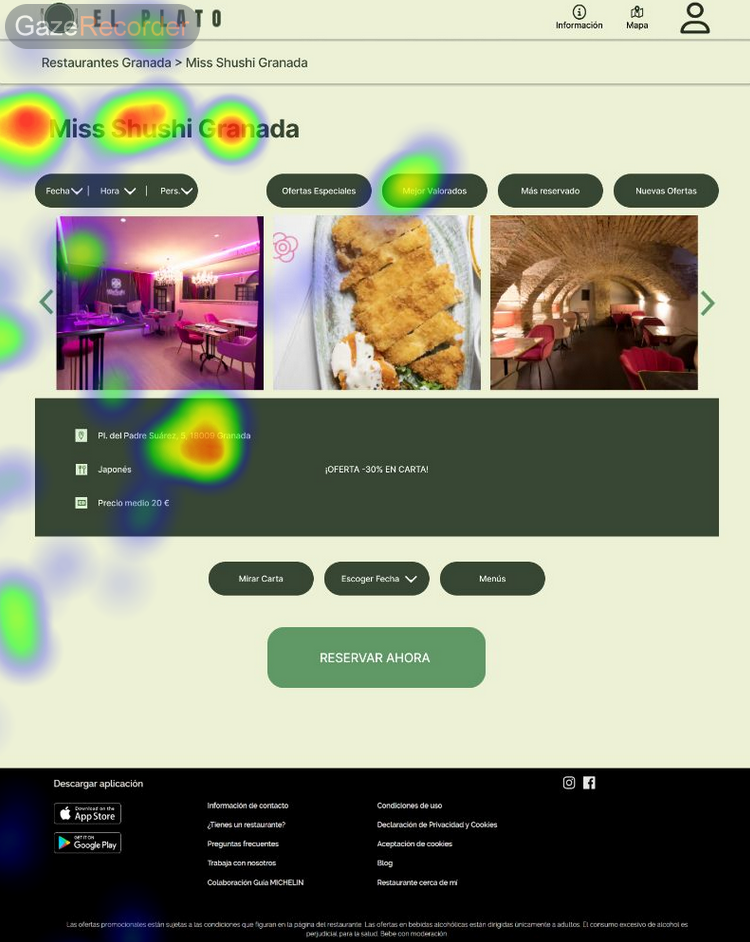 GazeRecorder
EL PLATO
Información
Mapa
Restaurantes Granada > Miss Shushi Granada
Miss Shushi Granada
Fecha | Hora | Pers.
Ofertas Especiales
Mejor Valorados
Más reservado
Nuevas Ofertas
Pl. del Padre Suárez, 5, 18009 Granada
Japonés
¡OFERTA -30% EN CARTA!
Precio medio 20 €
Mirar Carta
Escoger Fecha
Menús
RESERVAR AHORA
Descargar aplicación
Download on the
App Store
GET IT ON
Google Play
Información de contacto
¿Tienes un restaurante?
Preguntas frecuentes
Trabaja con nosotros
Colaboración Guía MICHELIN
Condiciones de uso
Declaración de Privacidad y Cookies
Aceptación de cookies
Blog
Restaurante cerca de mí
Las ofertas promocionales están sujetas a las condiciones que figuran en la página del restaurante. Las ofertas en bebidas alcohólicas están dirigidas únicamente a adultos. El consumo excesivo de alcohol es
perjudicial para la salud. Bebe con moderación